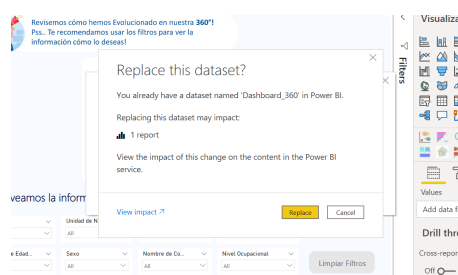 Revisemos cómo hemos Evolucionado en nuestra 360°!
Pss.. Te recomendamos usar los
filtros para ver la
información cómo lo deseas!
Replace this dataset?
You already have a dataset named 'Dashboard_360' in Power BI.
Replacing this dataset may impact:
1 report
View the impact of this change on the content in the Power BI
service.
View impact
Replace
Cancel
veamos la inform
Unidad de N
All
e Edad...
Sexo
All
Nombre de Co...
All
Nivel Ocupacional
All
Limpiar Filtros
Filters
Visualiza
Values
Add data f
Drill thr
Cross-repor
Off